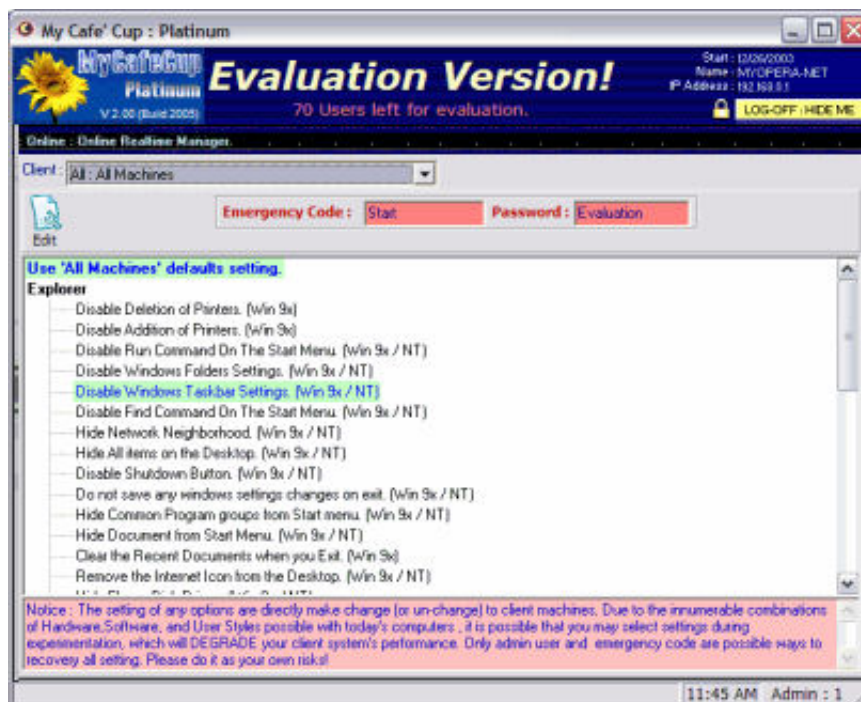 My Cafe' Cup : Platinum
MyCafeCup
Platinum
V 2.00 (Build 2005)
Evaluation Version!
70 Users left for evaluation.
Start : 12/26/2003
Name : MYOPERA-NET
IP Address : 192.168.0.1
LOG-OFF : HIDE ME
Online : Online Realtime Manager.
Client : All : All Machines
Edit
Emergency Code : Start Password : Evaluation
Use 'All Machines' defaults setting.
Explorer
Disable Deletion of Printers. (Win 9x)
Disable Addition of Printers. (Win 9x)
Disable Run Command On The Start Menu. (Win 9x / NT)
Disable Windows Folders Settings. (Win 9x / NT)
Disable Windows Taskbar Settings. (Win 9x / NT)
Disable Find Command On The Start Menu. (Win 9x / NT)
Hide Network Neighborhood. (Win 9x / NT)
Hide All items on the Desktop. (Win 9x / NT)
Disable Shutdown Button. (Win 9x / NT)
Do not save any windows settings changes on exit. (Win 9x / NT)
Hide Common Program groups from Start menu. (Win 9x / NT)
Hide Document from Start Menu. (Win 9x / NT)
Clear the Recent Documents when you Exit. (Win 9x)
Remove the Internet Icon from the Desktop. (Win 9x / NT)
Notice : The setting of any options are directly make change (or un-change) to client machines. Due to the innumerable combinations
of Hardware,Software, and User Styles possible with today's computers , it is possible that you may select settings during
experimentation, which will DEGRADE your client system's performance. Only admin user and emergency code are possible ways to
recovery all setting. Please do it as your own risks!
11:45 AM Admin : 1